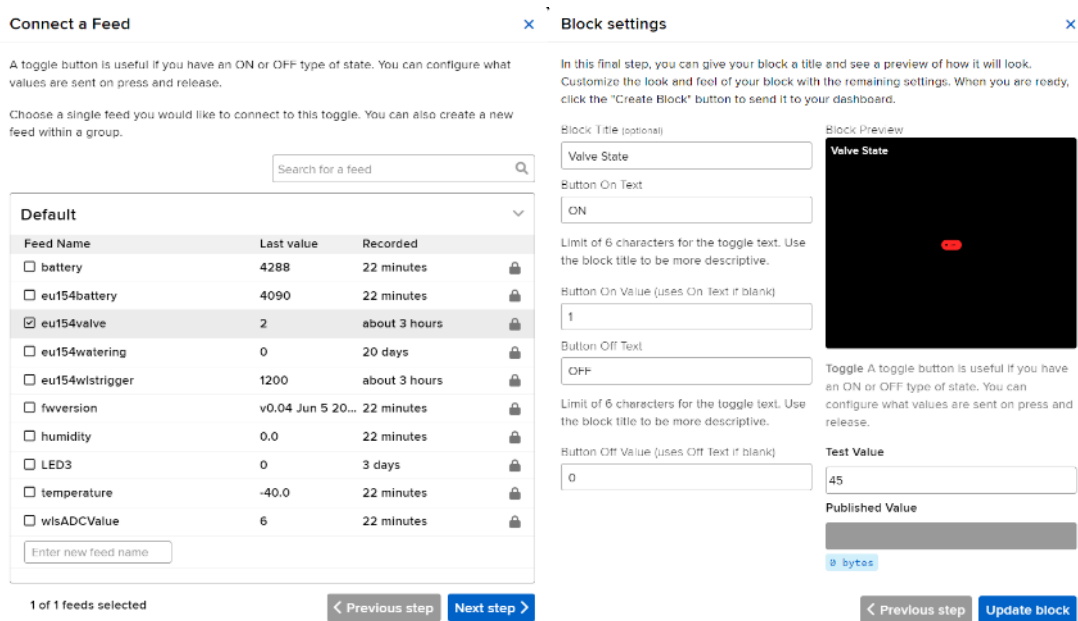 Connect a Feed
A toggle button is useful if you have an ON or OFF type of state. You can configure what
values are sent on press and release.
Choose a single feed you would like to connect to this toggle. You can also create a new
feed within a group.
Search for a feed
Default
Feed Name Last value Recorded
battery 4288 22 minutes
eu154battery 4090 22 minutes
eu154valve 2 about 3 hours
eu154watering 0 20 days
eu154wlstrigger 1200 about 3 hours
fwversion v0.04 Jun 5 20... 22 minutes
humidity 0.0 22 minutes
LED3 0 3 days
temperature -40.0 22 minutes
wlsADCValue 6 22 minutes
Enter new feed name
1 of 1 feeds selected
Previous step Next step
Block settings
In this final step, you can give your block a title and see a preview of how it will look.
Customize the look and feel of your block with the remaining settings. When you are ready,
click the "Create Block" button to send it to your dashboard.
Block Title (optional)
Valve State
Button On Text
ON
Limit of 6 characters for the toggle text. Use
the block title to be more descriptive.
Button On Value (uses On Text if blank)
1
Button Off Text
OFF
Limit of 6 characters for the toggle text. Use
the block title to be more descriptive.
Button Off Value (uses Off Text if blank)
0
Block Preview
Valve State
Toggle A toggle button is useful if you have
an ON or OFF type of state. You can
configure what values are sent on press and
release.
Test Value
45
Published Value
0 bytes
Previous step Update block